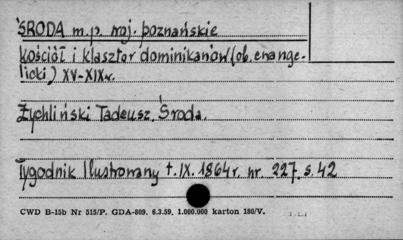 ŚRODA m.p. woj. poznańskie
Kościół i klasztor dominikanów (ob. ewange-
licki) XV-XIXw.
Żychliński Tadeusz, Środa.
Tygodnik Ilustrowany t.IX. 1864r. nr. 227. s. 42
CWD B-15b Nr 515/P. GDA-809. 6.3.59. 1.000.000 karton 180/V.